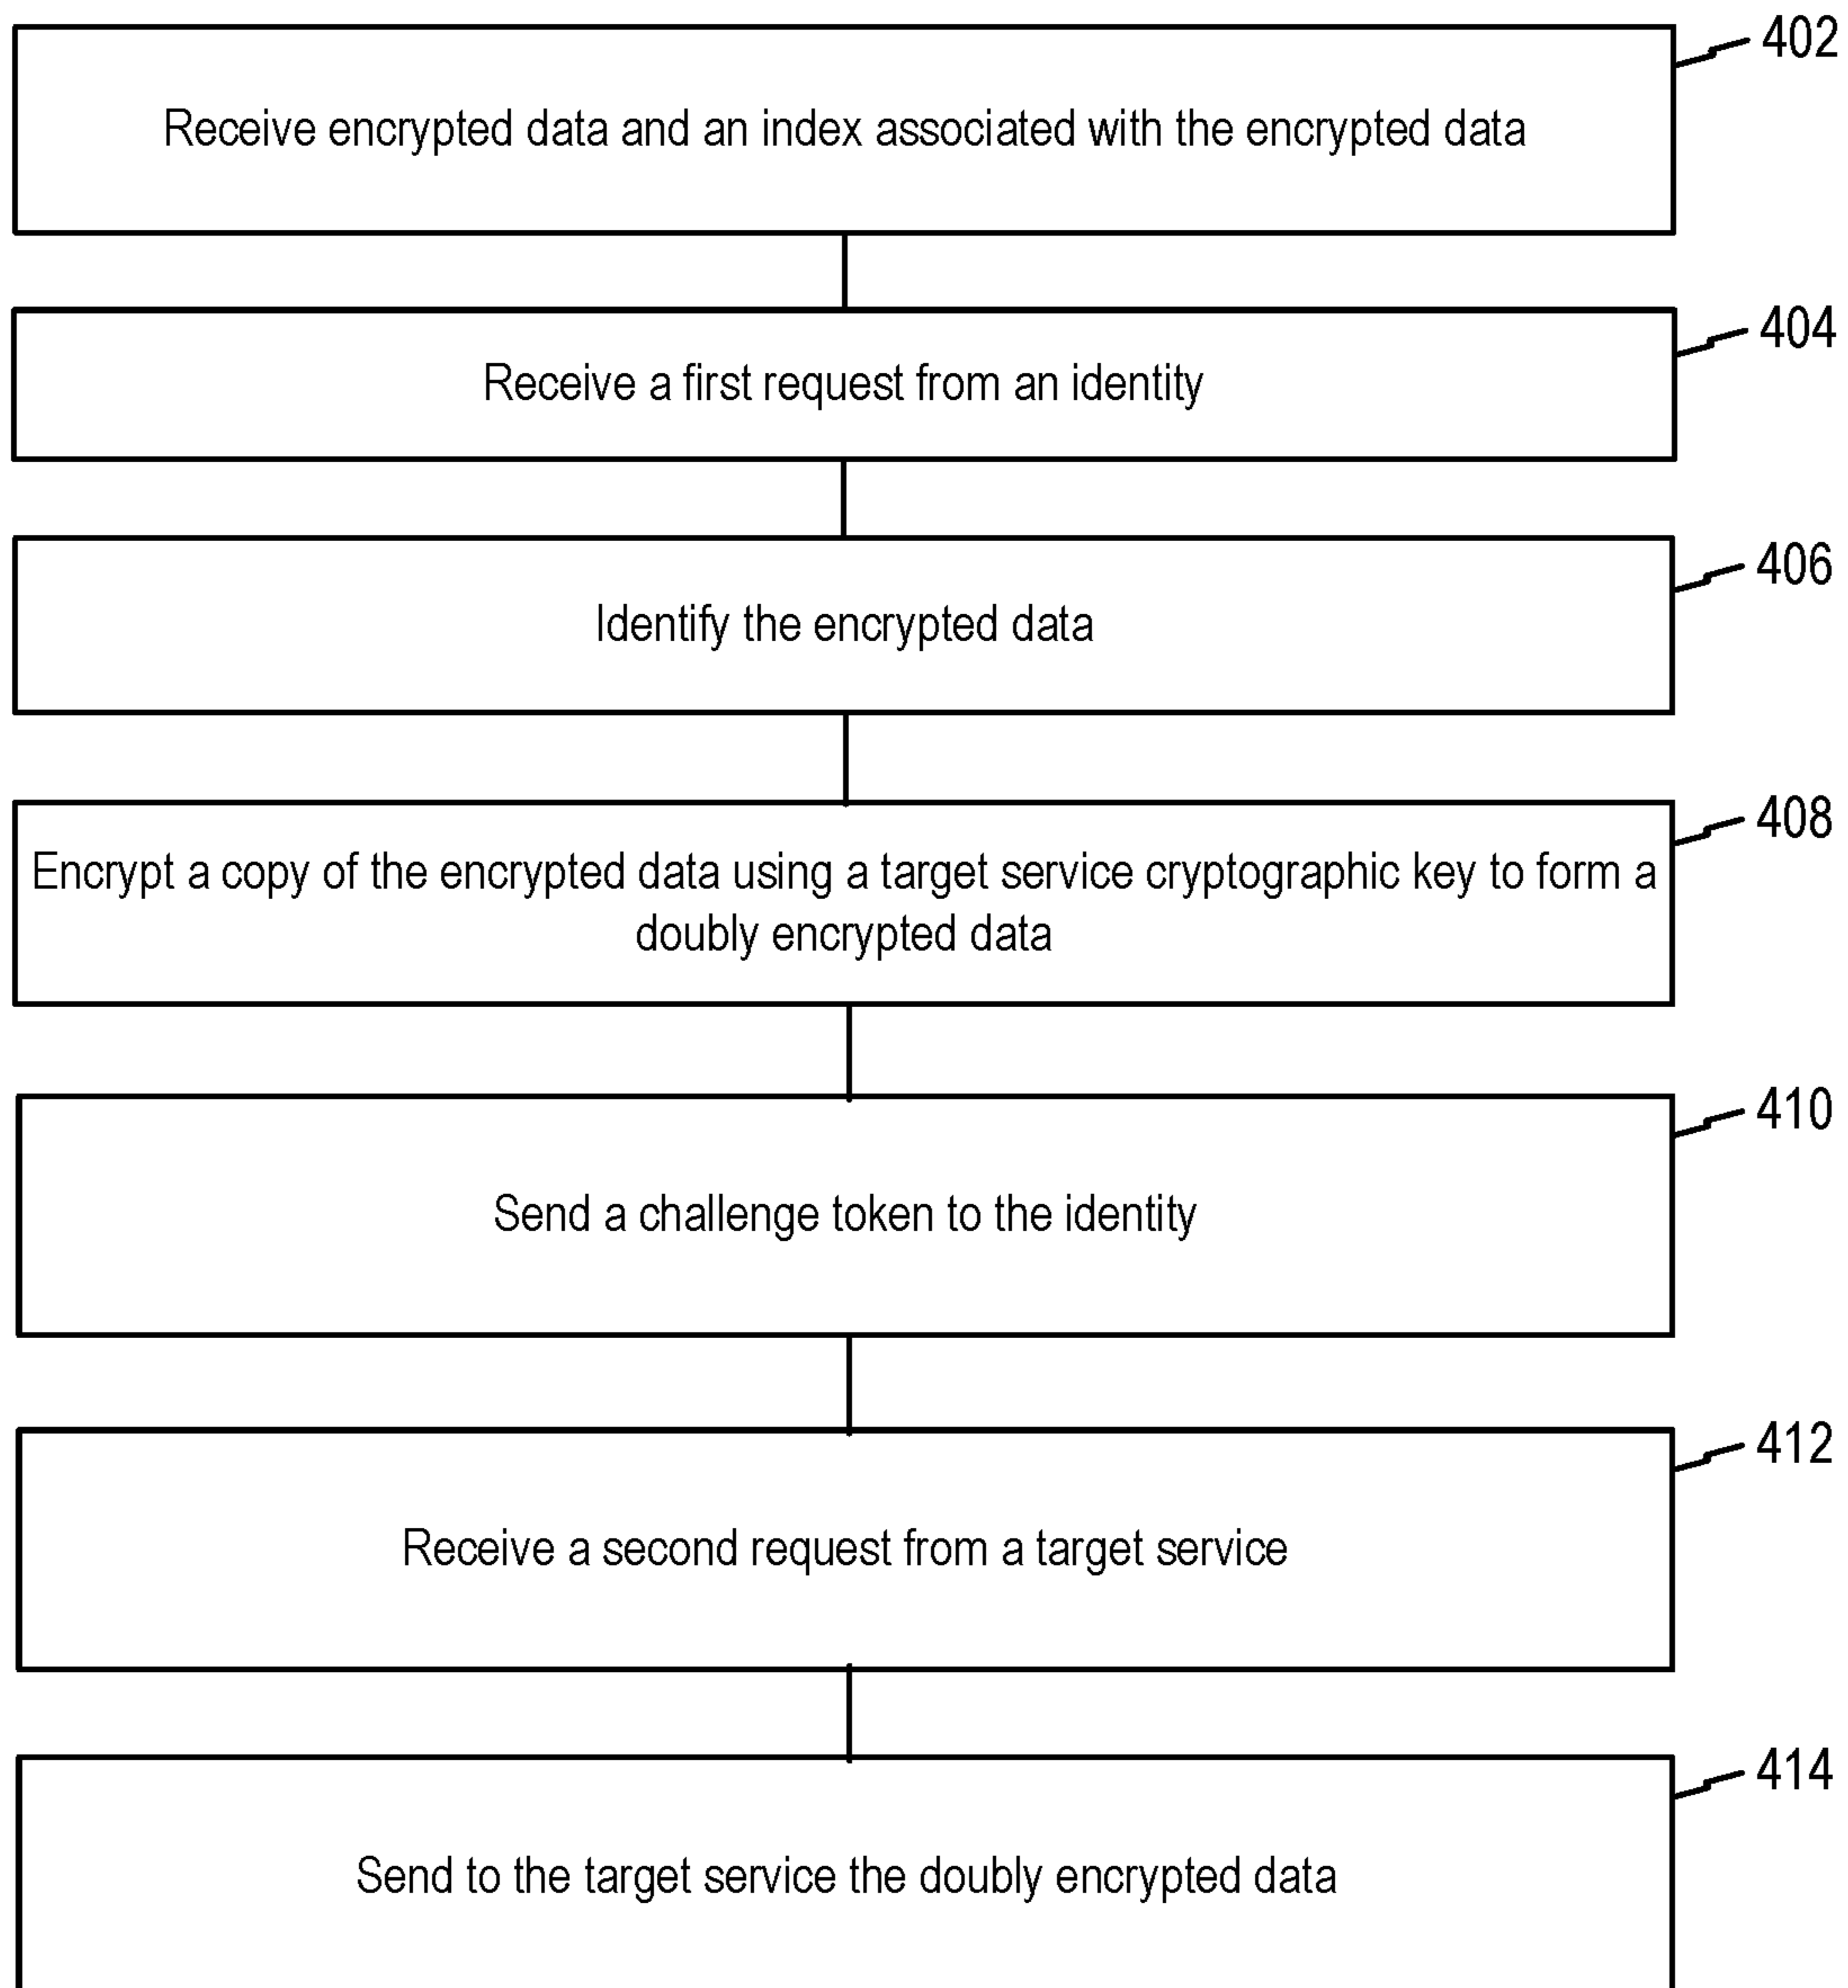 402
Receive encrypted data and an index associated with the encrypted data
404
Receive a first request from an identity
406
Identify the encrypted data
408
Encrypt a copy of the encrypted data using a target service cryptographic key to form a
doubly encrypted data
410
Send a challenge token to the identity
412
Receive a second request from a target service
414
Send to the target service the doubly encrypted data